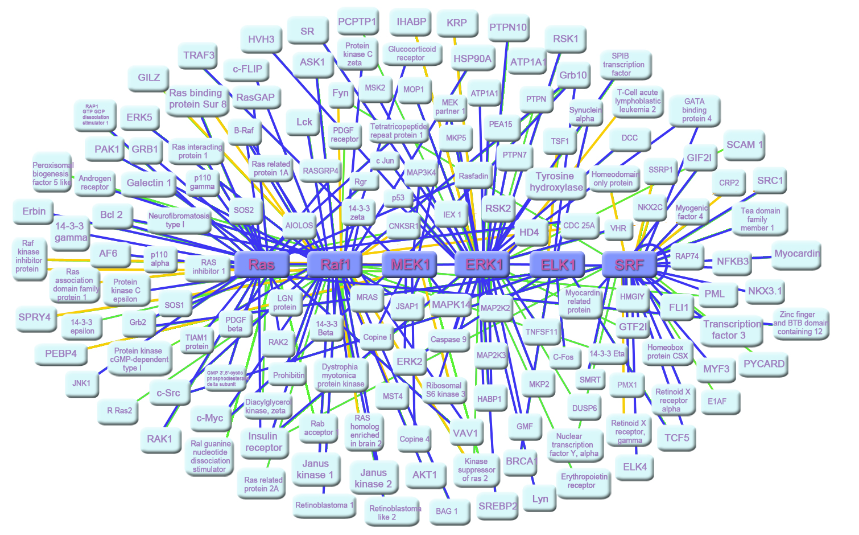 PCPTP1
IHABP
KRP
PTPN10
HVH3
SR
RSK1
TRAF3
ASK1
Protein
kinase C
zeta
Glucocorticoid
receptor
HSP90A
ATP1A1
SPIB
transcription
factor
GILZ
c-FLIP
Grb10
Ras binding
protein Sur 8
RasGAP
Fyn
MSK2
MOP1
ATP1A1
PTPN
T-Cell acute
lymphoblastic
leukemia 2
RAP1
GTP GDP
dissociation
stimulator 1
ERK5
Lck
MEK
partner 1
Synuclein
alpha
GATA
binding
protein 4
B-Raf
PDGF
receptor
Tetratricopeptide
repeat protein 1
MKP5
PEA15
TSF1
DCC
SCAM 1
PAK1
GRB1
Ras interacting
protein 1
c Jun
PTPN7
GIF2I
Peroxisomal
biogenesis
factor 5 like
Androgen
receptor
Galectin 1
p110
gamma
Ras related
protein 1A
RASGRP4
Rgr
MAP3K4
Rasfadin
Tyrosine
hydroxylase
Homeodomain
only protein
SSRP1
CRP2
SRC1
Erbin
Bcl 2
Neurofibromatosis
type I
SOS2
AIOLOS
14-3-3
zeta
p53
IEX 1
RSK2
NKX2C
Myogenic
factor 4
Tea domain
family
member 1
14-3-3
gamma
CNKSR1
HD4
CDC 25A
VHR
Raf
kinase
inhibitor
protein
AF6
p110
alpha
RAS
inhibitor 1
Ras
Raf1
MEK1
ERK1
ELK1
SRF
RAP74
NFKB3
Myocardin
Ras
association
domain family
protein 1
Protein
kinase C
epsilon
SOS1
LGN
protein
MRAS
JSAP1
MAPK14
MAP2K2
Myocardin
related
protein
HMGIY
FLI1
PML
NKX3.1
SPRY4
14-3-3
epsilon
Grb2
PDGF
beta
14-3-3
Beta
TNFSF11
GTF2I
Transcription
factor 3
Zinc finger
and BTB domain
containing 12
PEBP4
Protein kinase
cGMP-dependent
type I
TIAM1
protein
RAK2
Copine I
Caspase 9
MAP2K3
C-Fos
14-3-3 Eta
Homeobox
protein CSX
MYF3
PYCARD
JNK1
c-Src
Prohibitin
Dystrophia
myotonica
protein kinase
ERK2
Ribosomal
S6 kinase 3
MKP2
SMRT
PMX1
Retinoid X
receptor
alpha
E1AF
R Ras2
c-Myc
Diacylglycerol
kinase, zeta
MST4
HABP1
DUSP6
RAK1
Ral guanine
nucleotide
dissociation
stimulator
Insulin
receptor
Rab
acceptor
RAS
homolog
enriched
in brain 2
Copine 4
VAV1
GMF
Nuclear
transcription
factor Y, alpha
Retinoid X
receptor,
gamma
TCF5
Ras related
protein 2A
Janus
kinase 1
Janus
kinase 2
AKT1
Kinase
suppressor
of ras 2
BRCA1
Erythropoietin
receptor
ELK4
Retinoblastoma 1
Retinoblastoma
like 2
BAG 1
SREBP2
Lyn